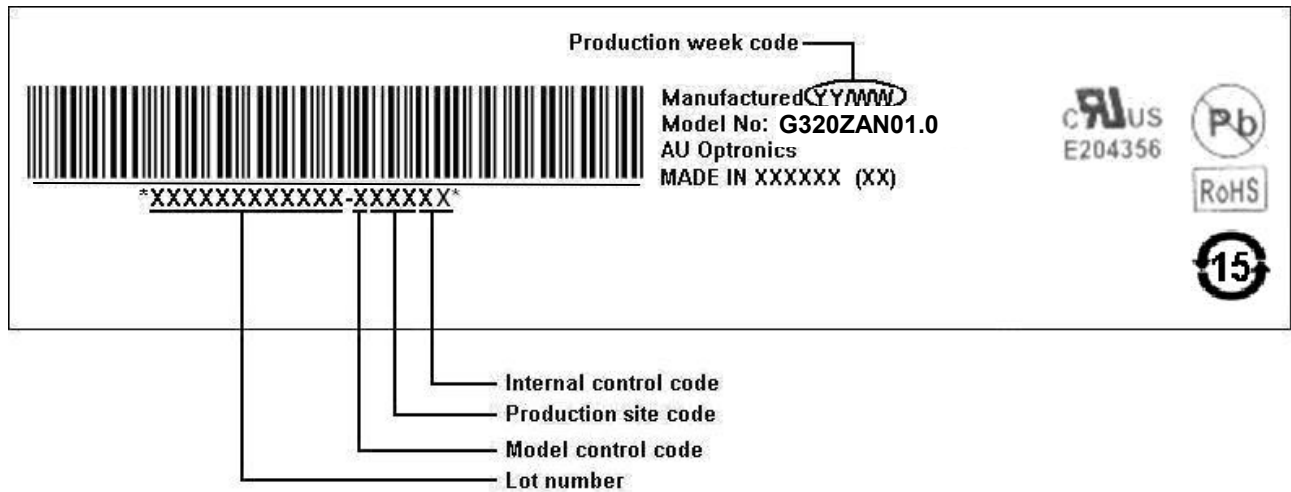 Production week code
Manufactured YY/WW
Model No: G320ZAN01.0
AU Optronics
MADE IN XXXXXX (XX)
*XXXXXXXXXXXX-XXXXXX*
c RU US
E204356
Pb
RoHS
15
Internal control code
Production site code
Model control code
Lot number